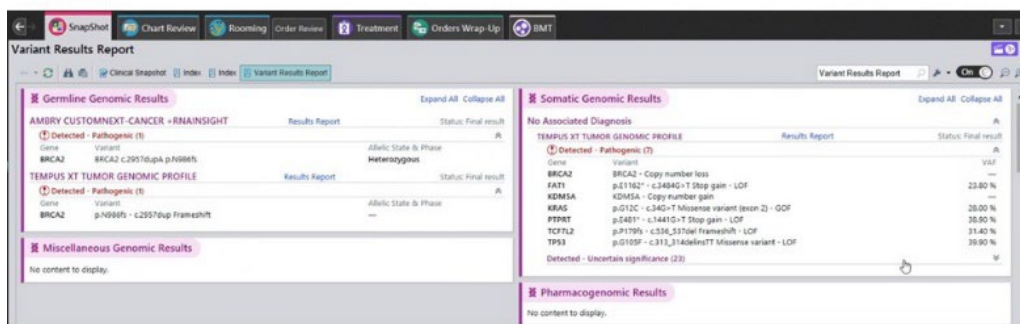 SnapShot Chart Review Rooming Order Review Treatment Orders Wrap-Up BMT
Variant Results Report
Clinical Snapshot Index Index Variant Results Report
Variant Results Report On
Germline Genomic Results Expand All Collapse All
AMBRY CUSTOMNEXT-CANCER +RNAINSIGHT Results Report Status: Final result
Detected - Pathogenic (1)
Gene Variant Allelic State & Phase
BRCA2 BRCA2 c.2957dupA p.N986fs Heterozygous
TEMPUS XT TUMOR GENOMIC PROFILE Results Report Status: Final result
Detected - Pathogenic (1)
Gene Variant Allelic State & Phase
BRCA2 p.N986fs - c.2957dup Frameshift —
Miscellaneous Genomic Results
No content to display.
Somatic Genomic Results Expand All Collapse All
No Associated Diagnosis
TEMPUS XT TUMOR GENOMIC PROFILE Results Report Status: Final result
Detected - Pathogenic (7)
Gene Variant VAF
BRCA2 BRCA2 - Copy number loss —
FAT1 p.E1162* - c.3484G>T Stop gain - LOF 23.80 %
KDM5A KDM5A - Copy number gain —
KRAS p.G12C - c.34G>T Missense variant (exon 2) - GOF 28.00 %
PTPRT p.E481* - c.1441G>T Stop gain - LOF 38.90 %
TCF7L2 p.P179fs - c.536_537del Frameshift - LOF 31.40 %
TP53 p.G105F - c.313_314delinsTT Missense variant - LOF 39.90 %
Detected - Uncertain significance (23)
Pharmacogenomic Results
No content to display.